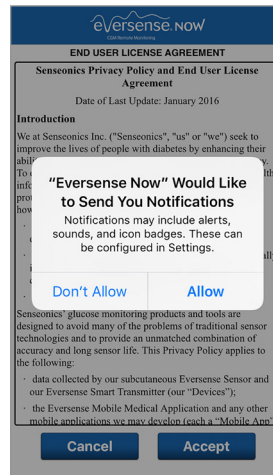 eversense NOW
CGM Remote Monitoring
END USER LICENSE AGREEMENT
Senseonics Privacy Policy and End User License
Agreement
Date of Last Update: January 2016
Introduction
We at Senseonics Inc. ("Senseonics", "us" or "we") seek to
improve the lives of people with diabetes by enhancing their
“Eversense Now” Would Like
to Send You Notifications
Notifications may include alerts,
sounds, and icon badges. These can
be configured in Settings.
Don't Allow
Allow
Senseonics' glucose monitoring products and tools are
designed to avoid many of the problems of traditional sensor
technologies and to provide an unmatched combination of
accuracy and long sensor life. This Privacy Policy applies to
the following:
· data collected by our subcutaneous Eversense Sensor and
our Eversense Smart Transmitter (our “Devices”);
· the Eversense Mobile Medical Application and any other
mobile applications we may develop (each a “Mobile App”
Cancel
Accept